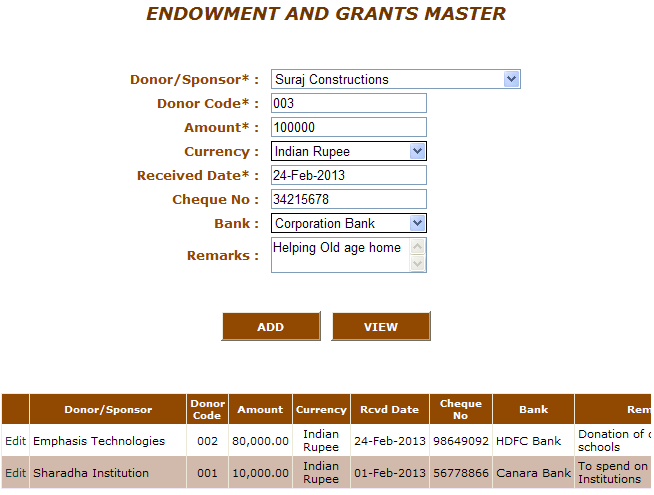 ENDOWMENT AND GRANTS MASTER
Donor/Sponsor* : Suraj Constructions
Donor Code* : 003
Amount* : 100000
Currency : Indian Rupee
Received Date* : 24-Feb-2013
Cheque No : 34215678
Bank : Corporation Bank
Remarks : Helping Old age home
ADD VIEW
Donor/Sponsor Donor Code Amount Currency Rcvd Date Cheque No Bank Rem
Edit Emphasis Technologies 002 80,000.00 Indian Rupee 24-Feb-2013 98649092 HDFC Bank Donation of schools
Edit Sharadha Institution 001 10,000.00 Indian Rupee 01-Feb-2013 56778866 Canara Bank To spend on Institutions